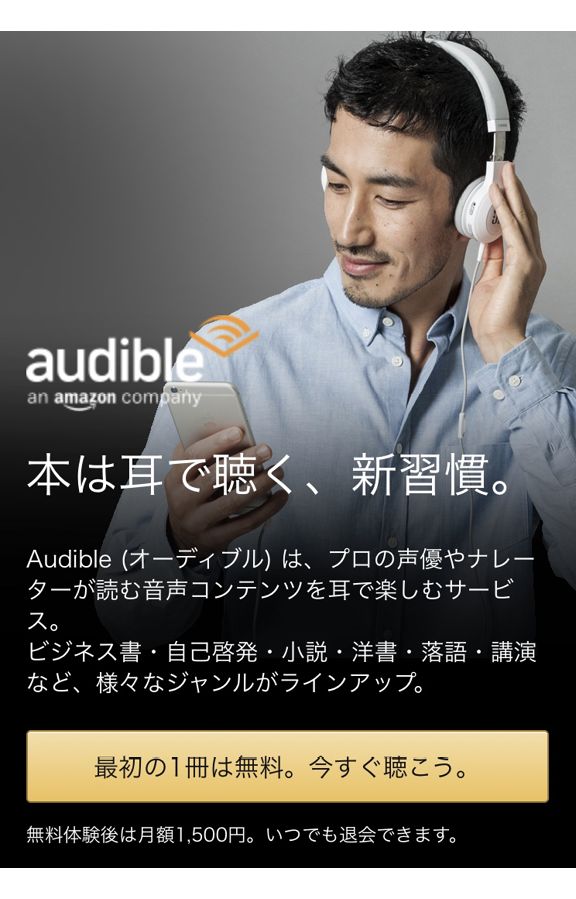 audible
an amazon company
本は耳で聴く、新習慣。
Audible (オーディブル) は、プロの声優やナレー
ターが読む音声コンテンツを耳で楽しむサービ
ス。
ビジネス書・自己啓発・小説・洋書・落語・講演
など、様々なジャンルがラインアップ。
最初の1冊は無料。今すぐ聴こう。
無料体験後は月額1,500円。いつでも退会できます。